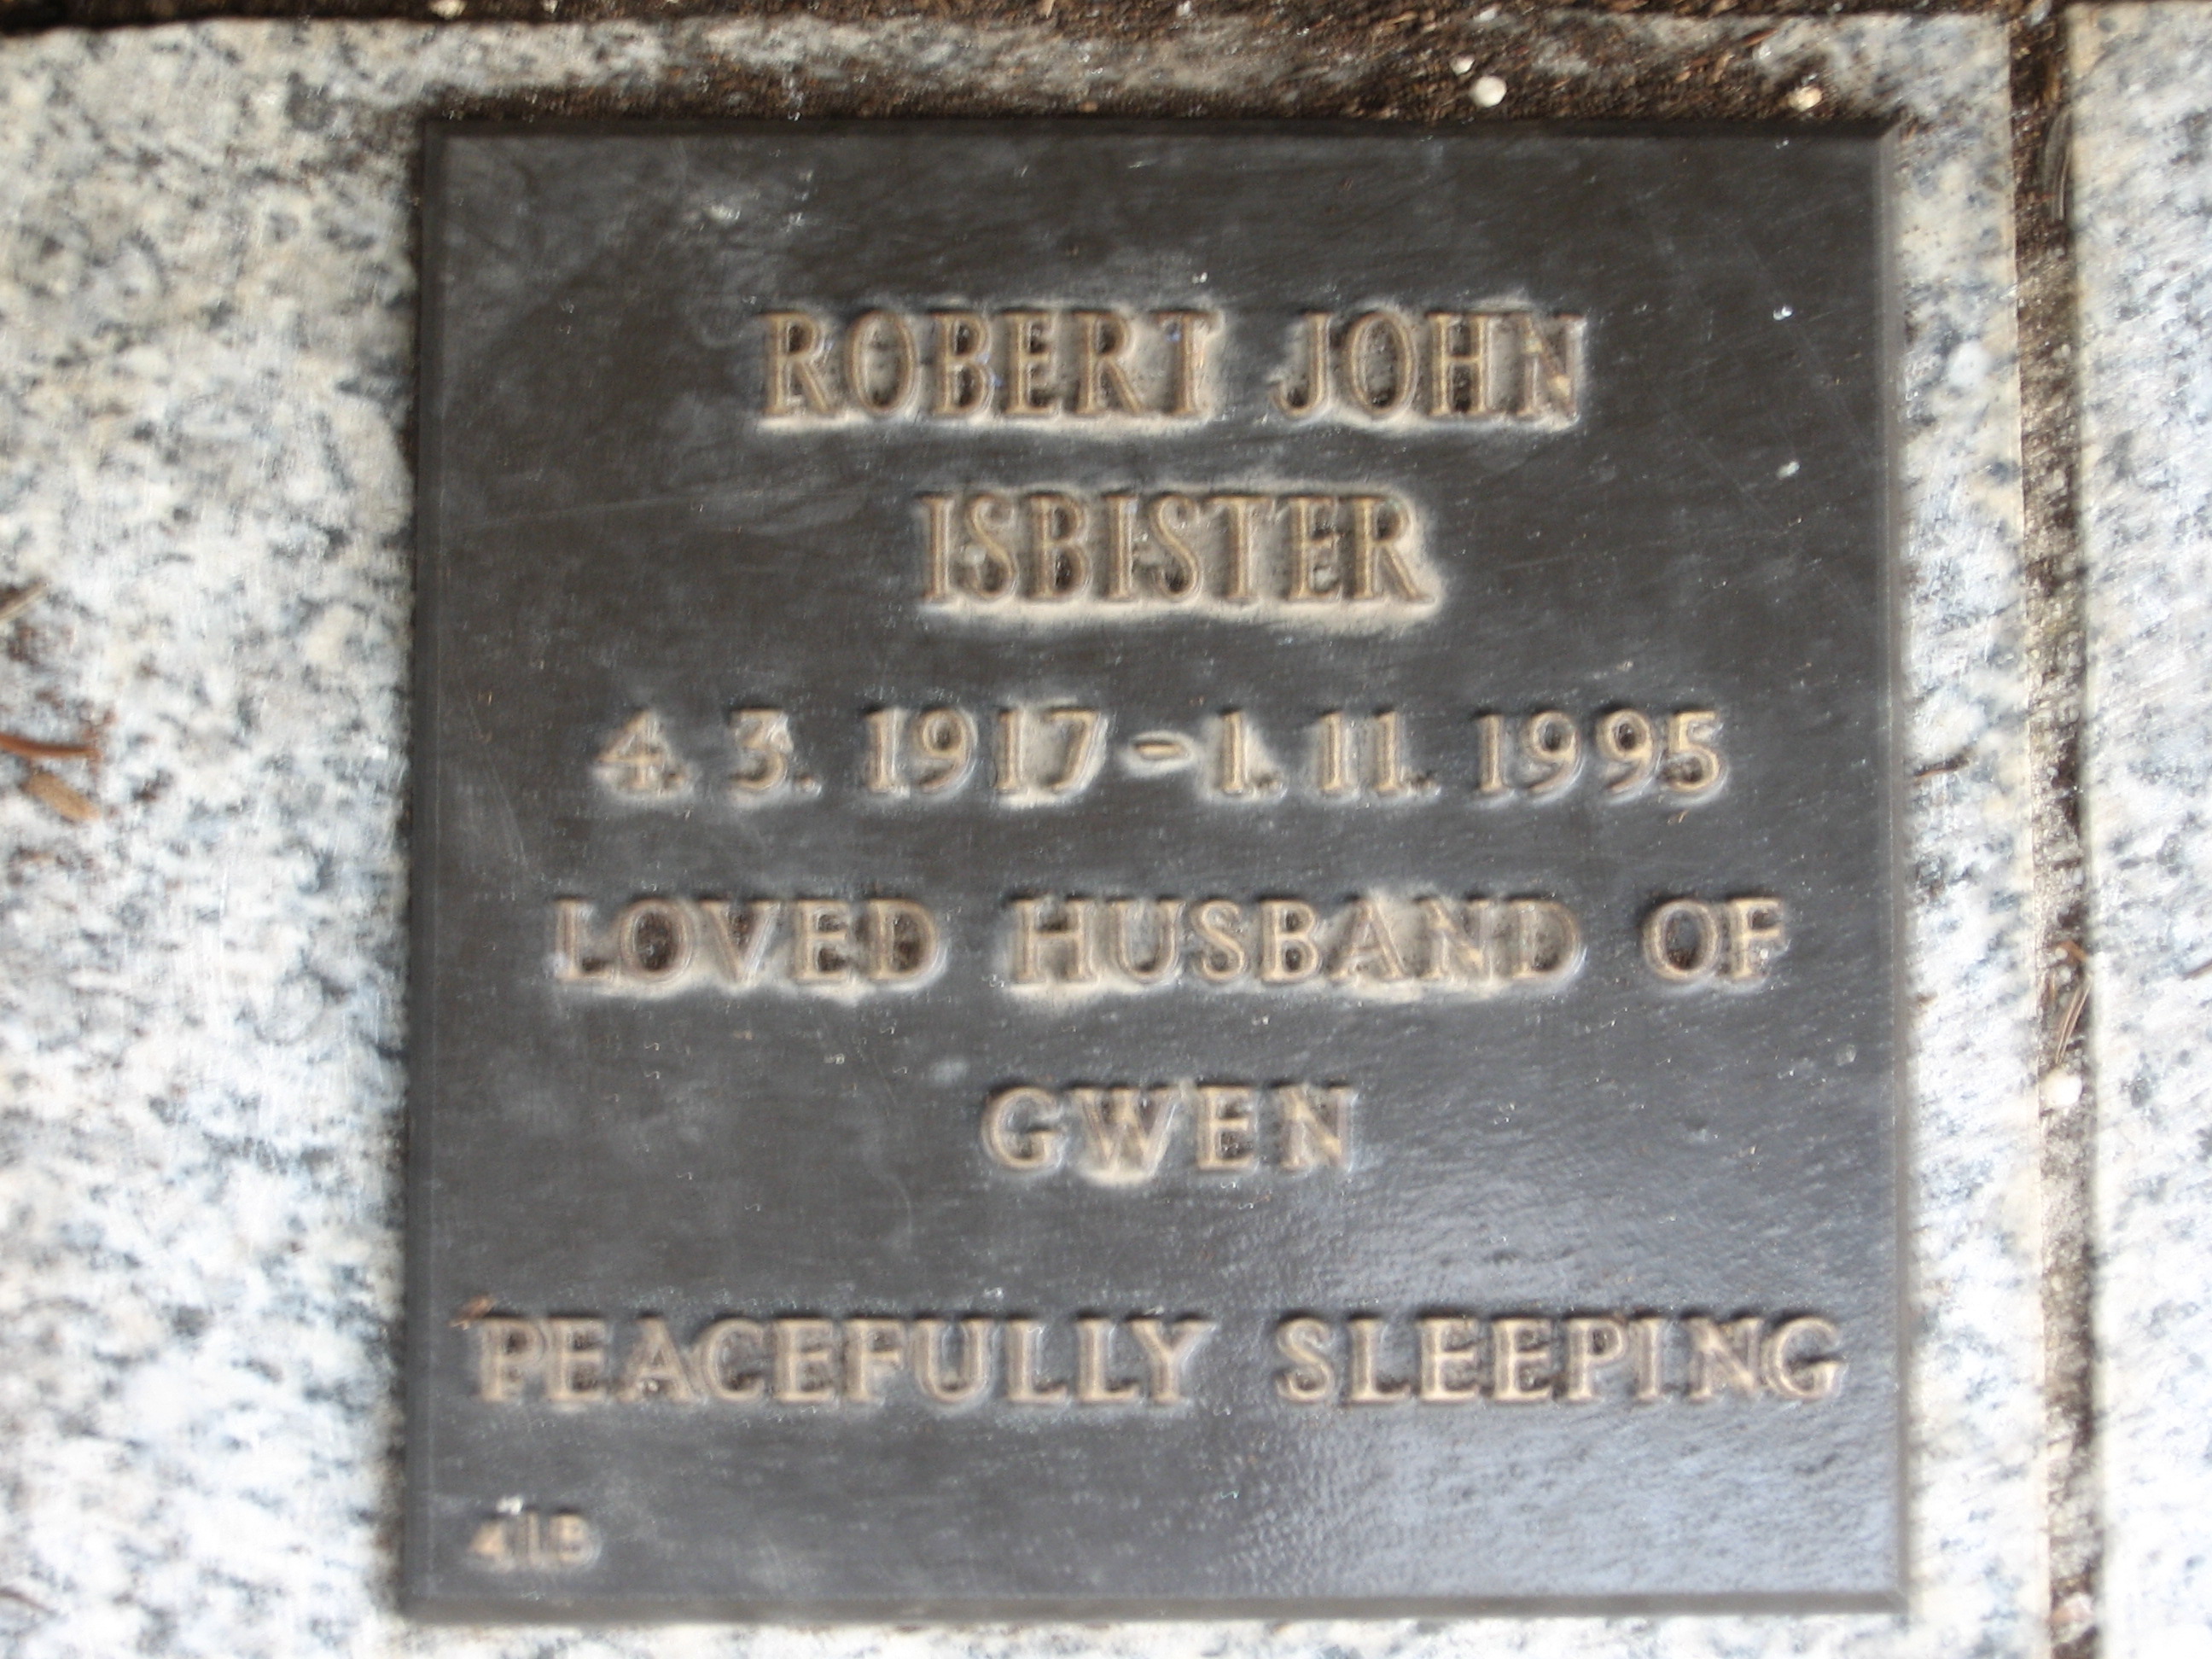 ROBERT JOHN
ISBISTER
4. 3. 1917 - 1. 11. 1995
LOVED HUSBAND OF
GWEN
PEACEFULLY SLEEPING